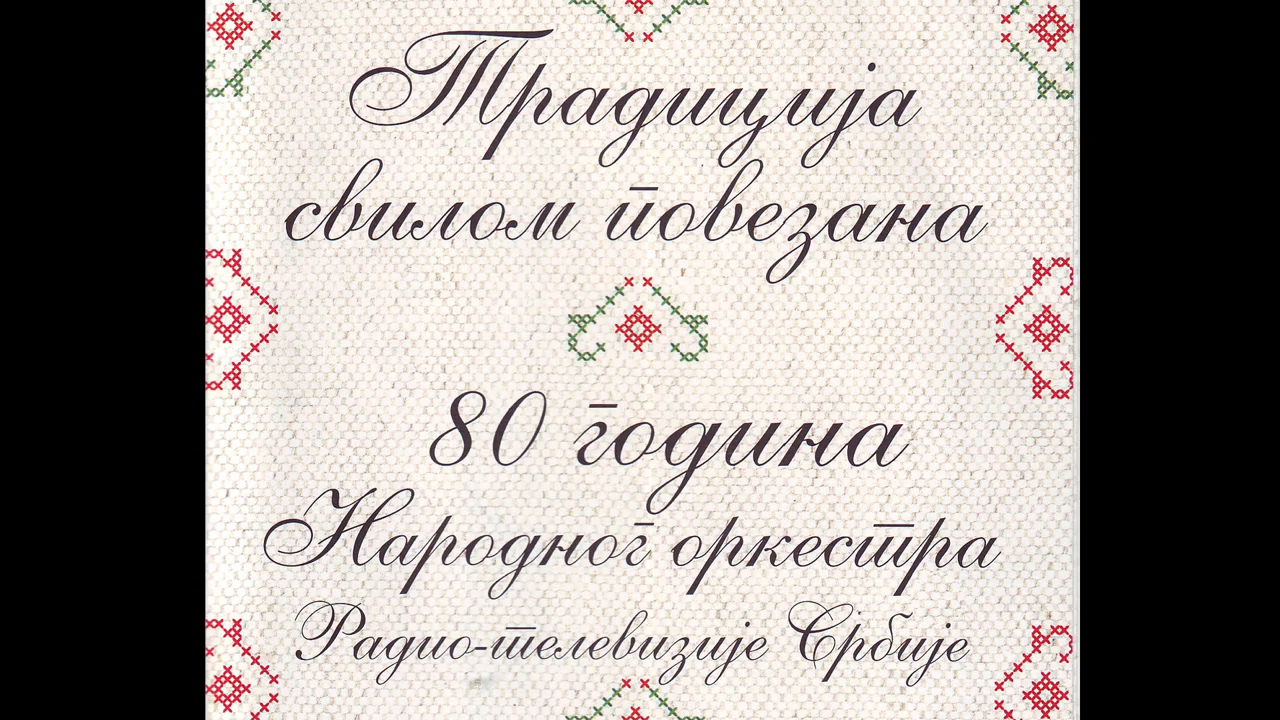 Традиција
свилом повезана
80 година
Народног оркестра
Радио-телевизије Србије